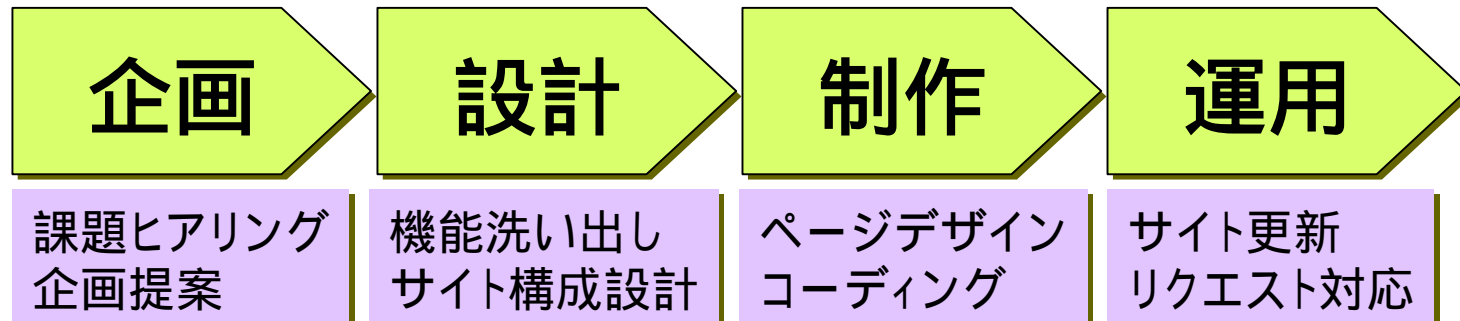 企画
設計
制作
運用
課題ヒアリング
企画提案
機能洗い出し
サイト構成設計
ページデザイン
コーディング
サイト更新
リクエスト対応